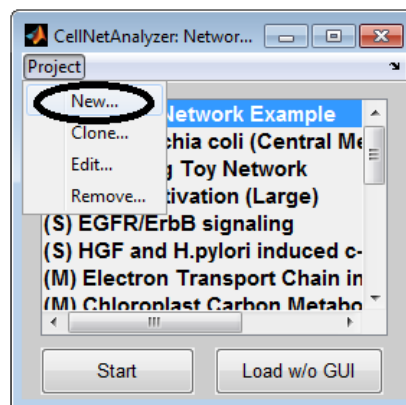 CellNetAnalyzer: Networ...
Project
New...
Clone...
Edit...
Remove...
Network Example
chia coli (Central Me
g Toy Network
tivation (Large)
(S) EGFR/ErbB signaling
(S) HGF and H.pylori induced c-
(M) Electron Transport Chain in
(M) Chloroplast Carbon Metabo
Start
Load w/o GUI